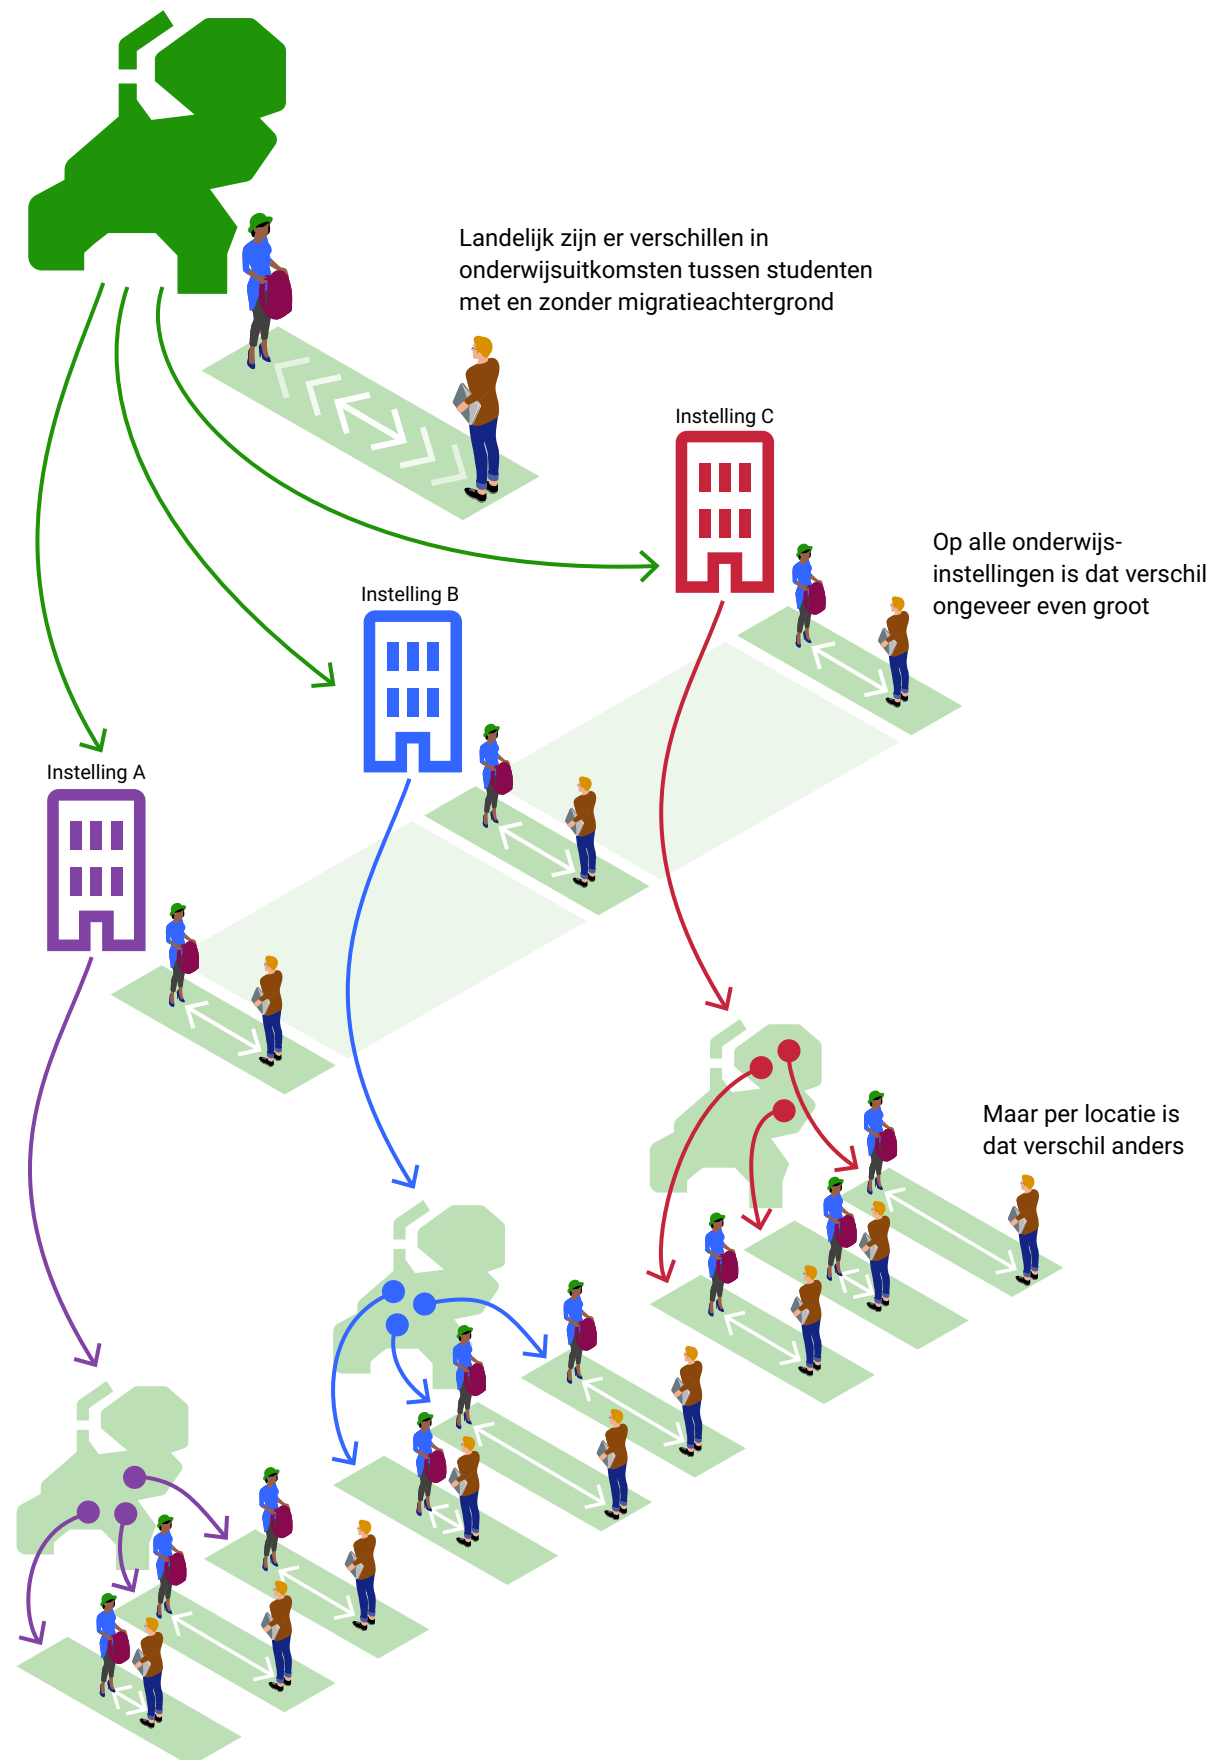 Landelijk zijn er verschillen in
onderwijsuitkomsten tussen studenten
met en zonder migratieachtergrond
Instelling C
Op alle onderwijs-
instellingen is dat verschil
ongeveer even groot
Instelling B
Instelling A
Maar per locatie is
dat verschil anders